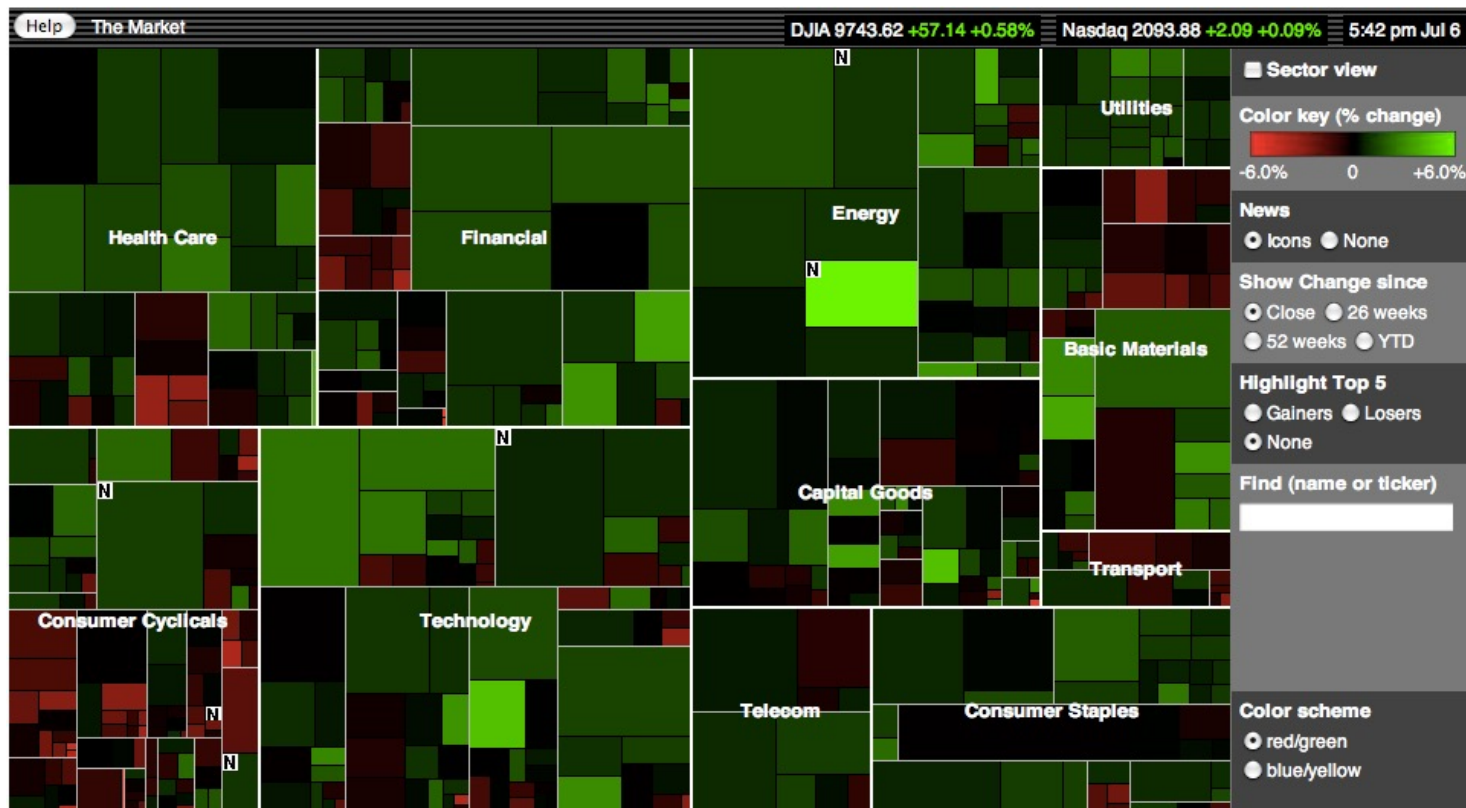 Help The Market DJIA 9743.62 +57.14 +0.58% Nasdaq 2093.88 +2.09 +0.09% 5:42 pm Jul 6
N
Utilities
Energy
Health Care
Financial
N
Basic Materials
N
N
Capital Goods
Transport
Consumer Cyclicals
Technology
Telecom
Consumer Staples
N
N
Sector view
Color key (% change)
-6.0% 0 +6.0%
News
Icons None
Show Change since
Close 26 weeks
52 weeks YTD
Highlight Top 5
Gainers Losers
None
Find (name or ticker)
Color scheme
red/green
blue/yellow